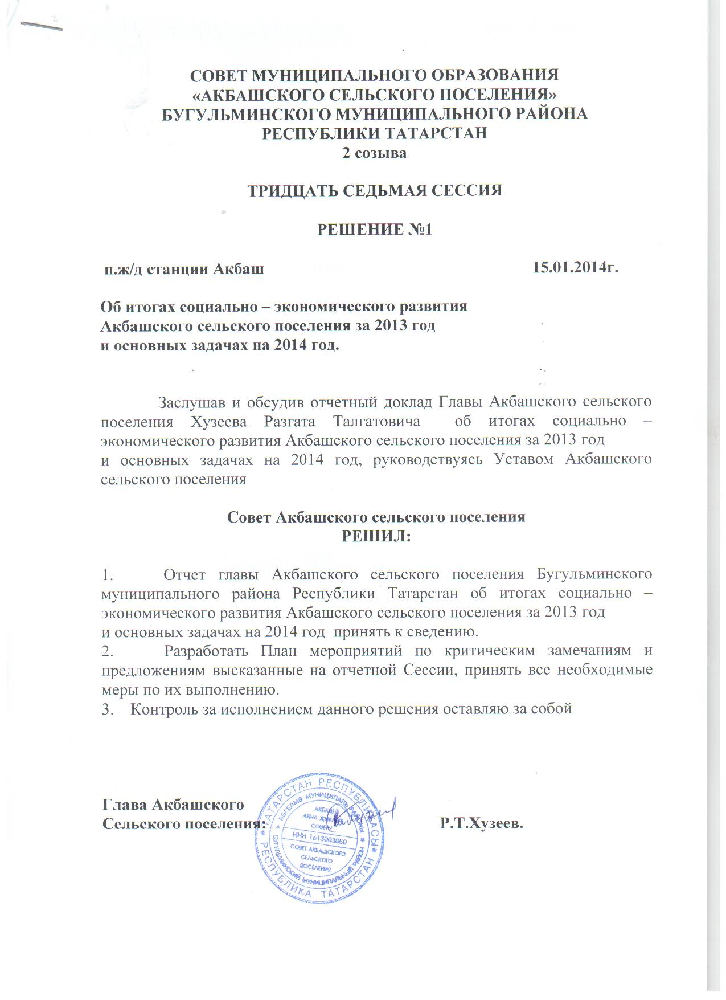 СОВЕТ МУНИЦИПАЛЬНОГО ОБРАЗОВАНИЯ
«АКБАШСКОГО СЕЛЬСКОГО ПОСЕЛЕНИЯ»
БУГУЛЬМИНСКОГО МУНИЦИПАЛЬНОГО РАЙОНА
РЕСПУБЛИКИ ТАТАРСТАН
2 созыва
ТРИДЦАТЬ СЕДЬМАЯ СЕССИЯ
РЕШЕНИЕ №1
п.ж/д станции Акбаш 15.01.2014г.
Об итогах социально – экономического развития
Акбашского сельского поселения за 2013 год
и основных задачах на 2014 год.
Заслушав и обсудив отчетный доклад Главы Акбашского сельского
поселения Хузеева Разгата Талгатовича об итогах социально –
экономического развития Акбашского сельского поселения за 2013 год
и основных задачах на 2014 год, руководствуясь Уставом Акбашского
сельского поселения
Совет Акбашского сельского поселения
РЕШИЛ:
1. Отчет главы Акбашского сельского поселения Бугульминского
муниципального района Республики Татарстан об итогах социально –
экономического развития Акбашского сельского поселения за 2013 год
и основных задачах на 2014 год принять к сведению.
2. Разработать План мероприятий по критическим замечаниям и
предложениям высказанные на отчетной Сессии, принять все необходимые
меры по их выполнению.
3. Контроль за исполнением данного решения оставляю за собой
Глава Акбашского
Сельского поселения: Р.Т.Хузеев.
ТАТАРСТАН РЕСПУБЛИКАСЫ
РЕСПУБЛИКА ТАТАРСТАН
БӨГЕЛМӘ МУНИЦИПАЛЬ РАЙОНЫ
БУГУЛЬМИНСКИЙ МУНИЦИПАЛЬНЫЙ РАЙОН
АКБАШ
СОВЕТЫ
ИНН 1613003060
СОВЕТ АКБАШСКОГО
СЕЛЬСКОГО
ПОСЕЛЕНИЯ